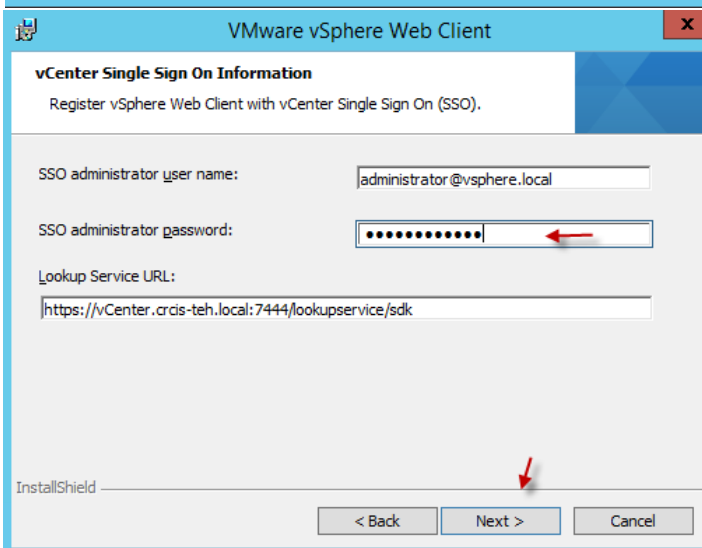 VMware vSphere Web Client
x
vCenter Single Sign On Information
Register vSphere Web Client with vCenter Single Sign On (SSO).
SSO administrator user name:
administrator@vsphere.local
SSO administrator password:
●●●●●●●●●●●●
Lookup Service URL:
https://vCenter.crcis-teh.local:7444/lookupservice/sdk
InstallShield
< Back
Next >
Cancel